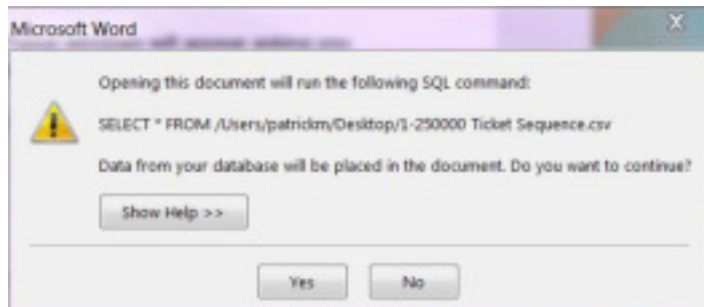 Microsoft Word
Opening this document will run the following SQL command:
SELECT * FROM /Users/patrickm/Desktop/1-250000 Ticket Sequence.csv
Data from your database will be placed in the document. Do you want to continue?
Show Help >>
Yes
No